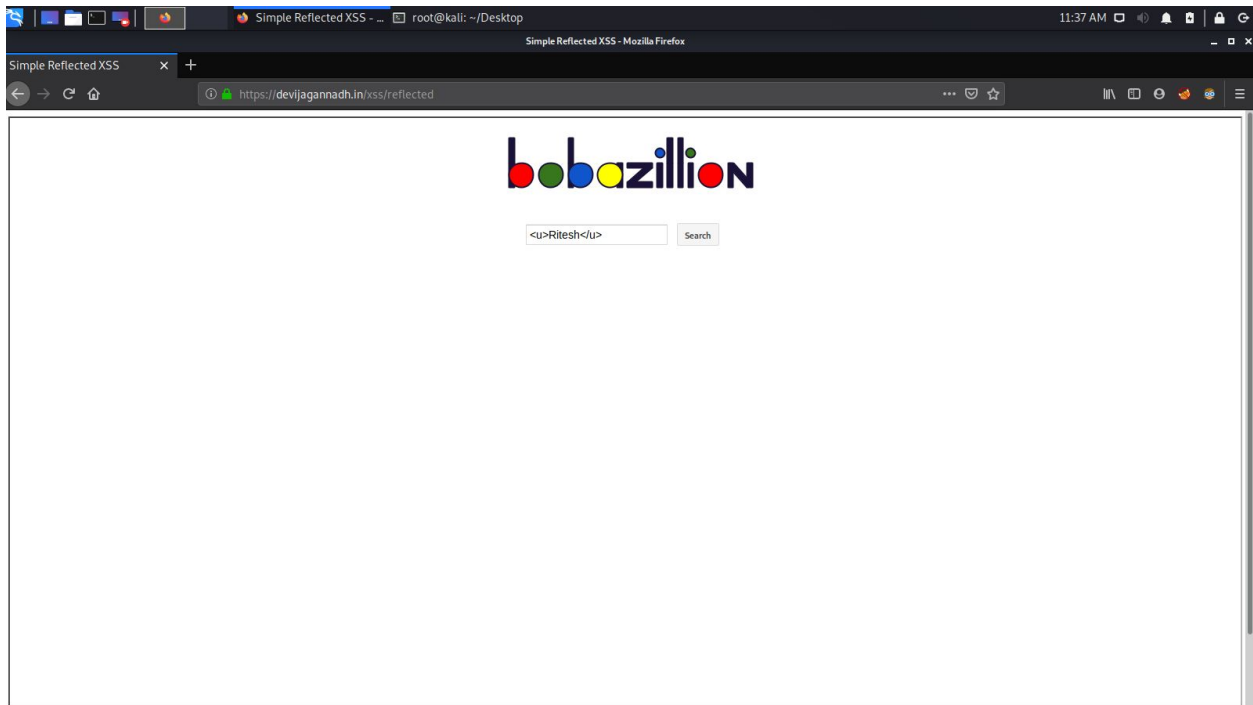 Simple Reflected XSS - ... root@kali: ~/Desktop 11:37 AM
Simple Reflected XSS - Mozilla Firefox
Simple Reflected XSS
https://devijagannadh.in/xss/reflected
bobazillion
<u>Ritesh</u> Search